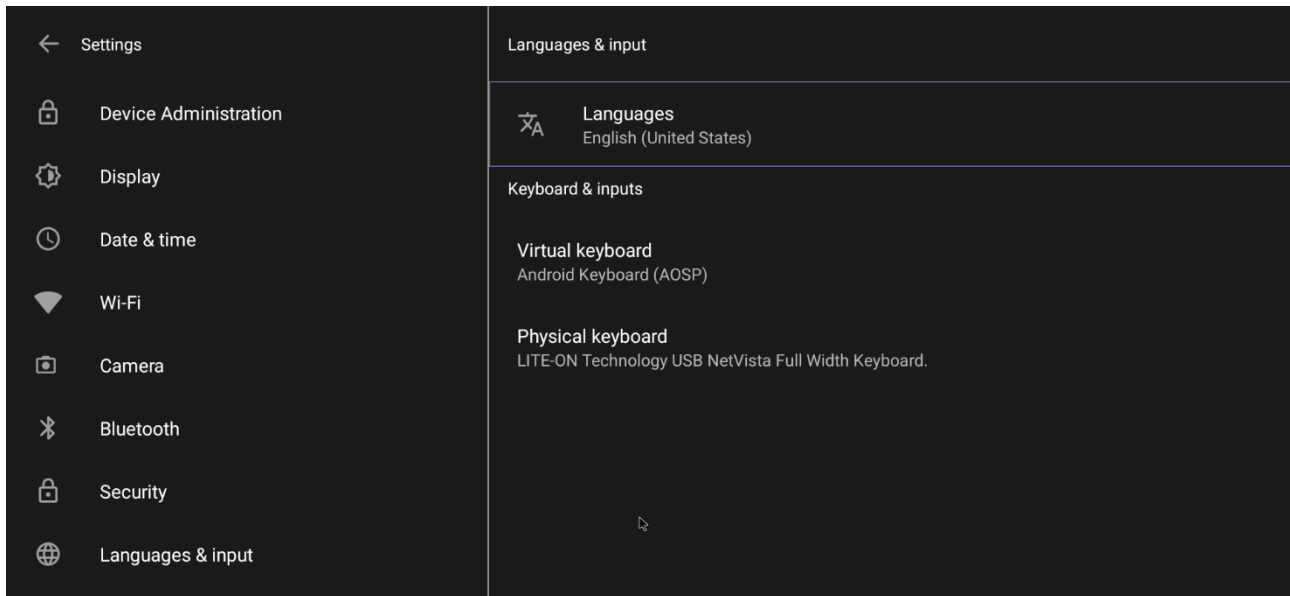 Settings
Device Administration
Display
Date & time
Wi-Fi
Camera
Bluetooth
Security
Languages & input
Languages & input
Languages
English (United States)
Keyboard & inputs
Virtual keyboard
Android Keyboard (AOSP)
Physical keyboard
LITE-ON Technology USB NetVista Full Width Keyboard.